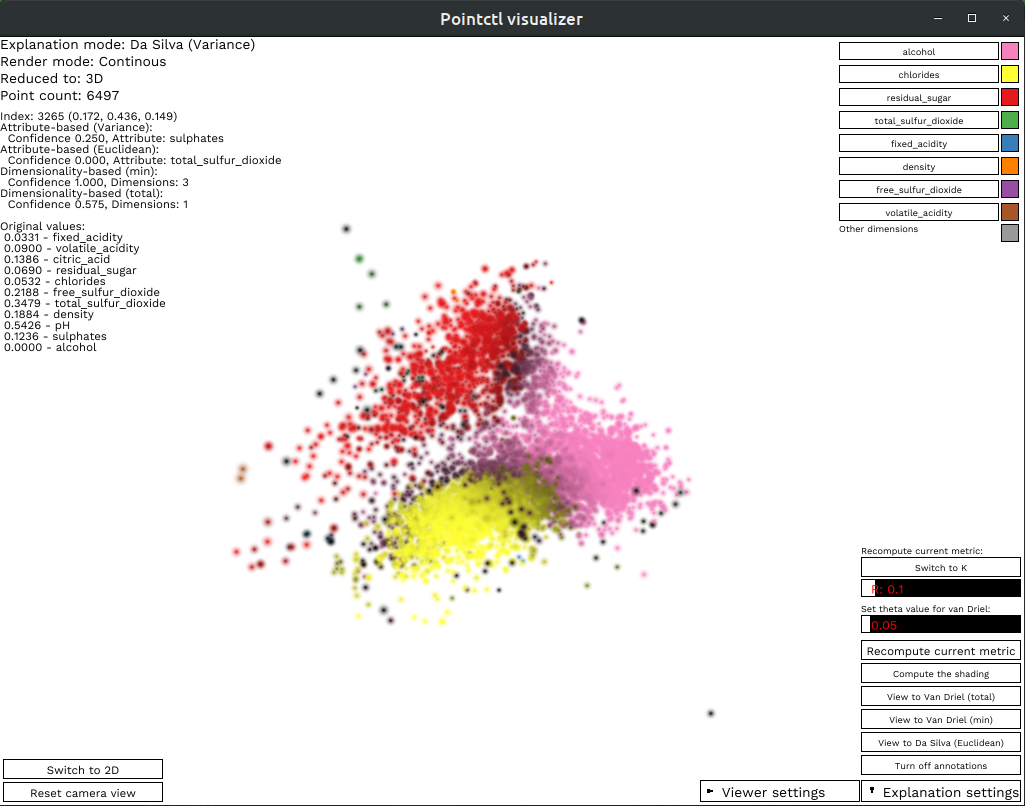 Pointctl visualizer
Explanation mode: Da Silva (Variance)
Render mode: Continous
Reduced to: 3D
Point count: 6497
Index: 3265 (0.172, 0.436, 0.149)
Attribute-based (Variance):
Confidence 0.250, Attribute: sulphates
Attribute-based (Euclidean):
Confidence 0.000, Attribute: total_sulfur_dioxide
Dimensionality-based (min):
Confidence 1.000, Dimensions: 3
Dimensionality-based (total):
Confidence 0.575, Dimensions: 1
Original values:
0.0331 - fixed_acidity
0.0900 - volatile_acidity
0.1386 - citric_acid
0.0690 - residual_sugar
0.0532 - chlorides
0.2188 - free_sulfur_dioxide
0.3479 - total_sulfur_dioxide
0.1884 - density
0.5426 - pH
0.1236 - sulphates
0.0000 - alcohol
alcohol
chlorides
residual_sugar
total_sulfur_dioxide
fixed_acidity
density
free_sulfur_dioxide
volatile_acidity
Other dimensions
Recompute current metric:
Switch to K
R: 0.1
Set theta value for van Driel:
0.05
Recompute current metric
Compute the shading
View to Van Driel (total)
View to Van Driel (min)
View to Da Silva (Euclidean)
Turn off annotations
Switch to 2D
Reset camera view
Viewer settings
Explanation settings